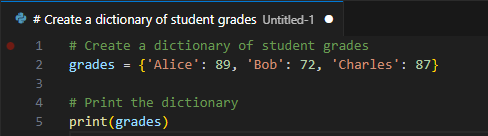 # Create a dictionary of student grades Untitled-1
1 # Create a dictionary of student grades
2 grades = {'Alice': 89, 'Bob': 72, 'Charles': 87}
3
4 # Print the dictionary
5 print(grades)